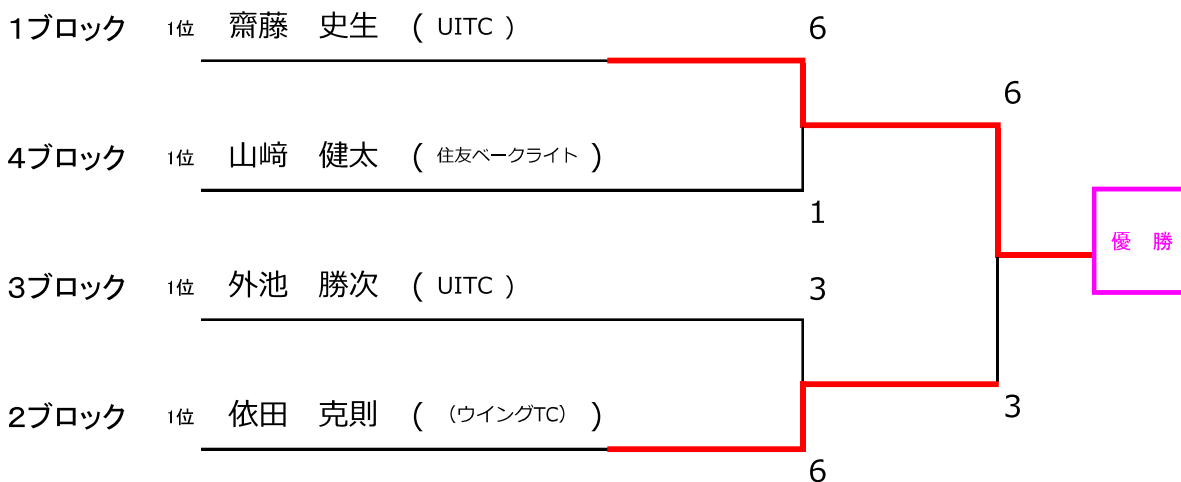 1ブロック 1位 齋藤 史生 ( UITC ) 6
6
4ブロック 1位 山﨑 健太 ( 住友ベークライト )
1
優 勝
3ブロック 1位 外池 勝次 ( UITC ) 3
2ブロック 1位 依田 克則 ( （ウイングTC） )
3
6